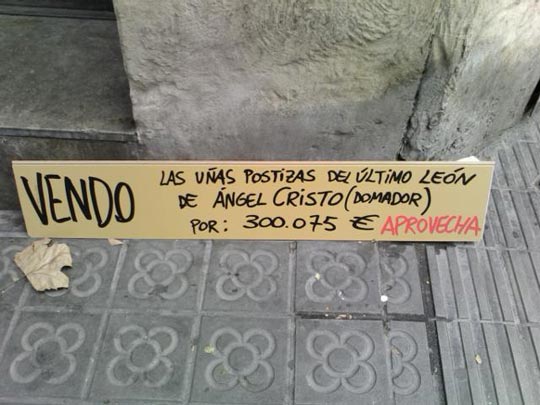 VENDO
LAS UÑAS POSTIZAS DEL ÚLTIMO LEÓN
DE ÁNGEL CRISTO (DOMADOR)
POR: 300.075 € APROVECHA